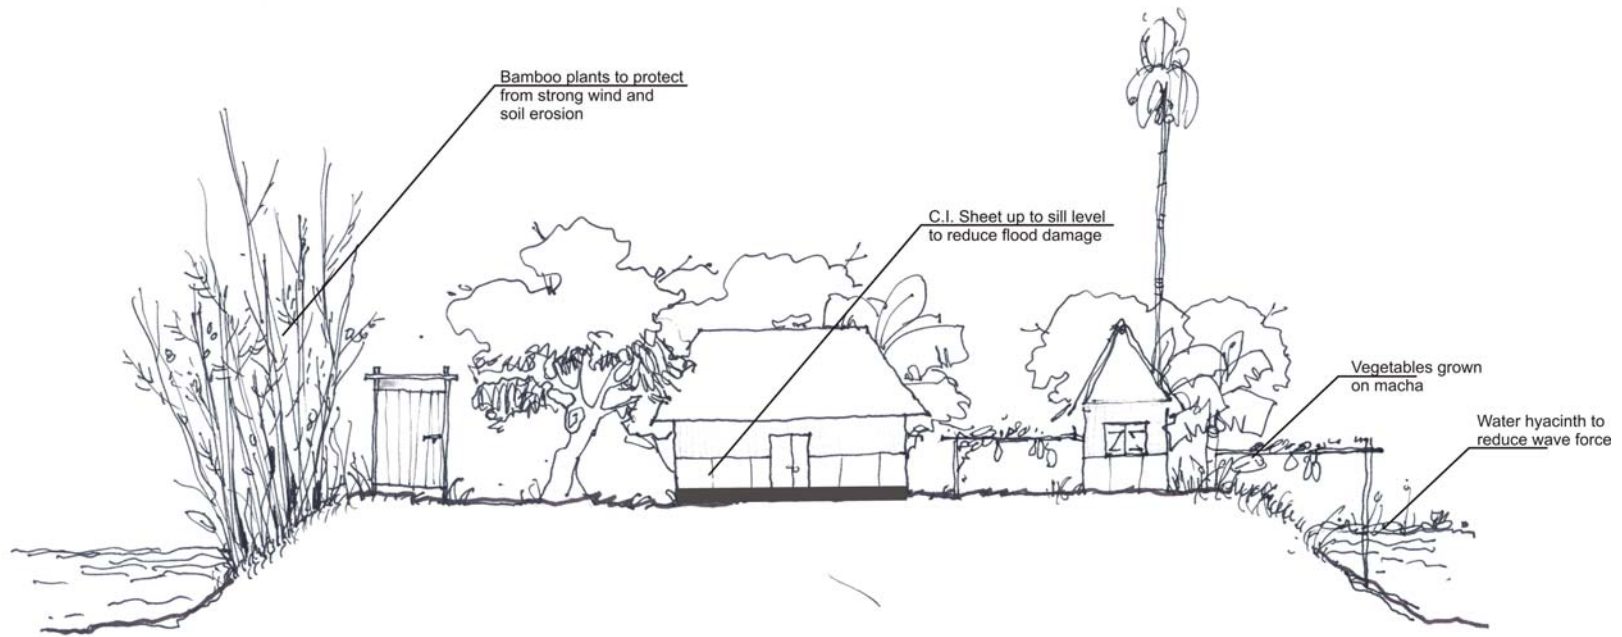 Bamboo plants to protect
from strong wind and
soil erosion
C.I. Sheet up to sill level
to reduce flood damage
Vegetables grown
on macha
Water hyacinth to
reduce wave force